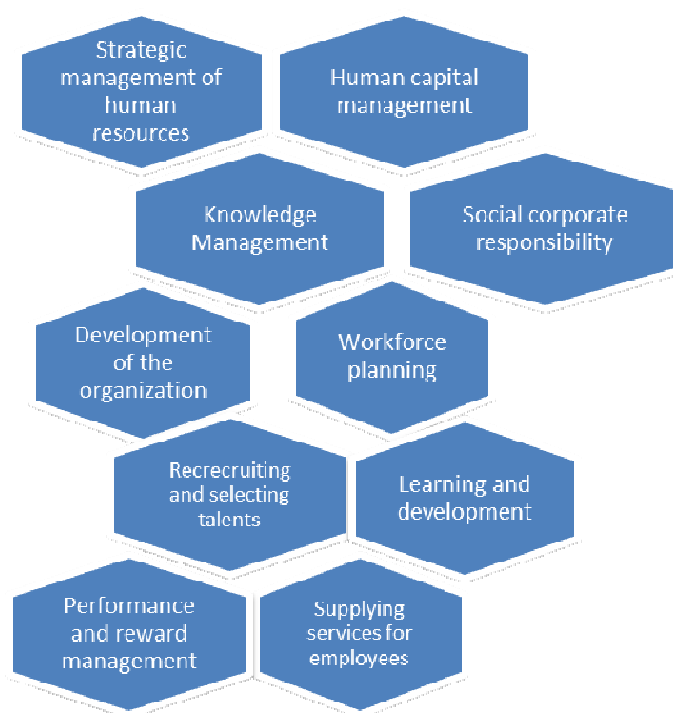 Strategic
management of
human
resources
Human capital
management
Knowledge
Management
Social corporate
responsibility
Development
of the
organization
Workforce
planning
Recrecruiting
and selecting
talents
Learning and
development
Performance
and reward
management
Supplying
services for
employees